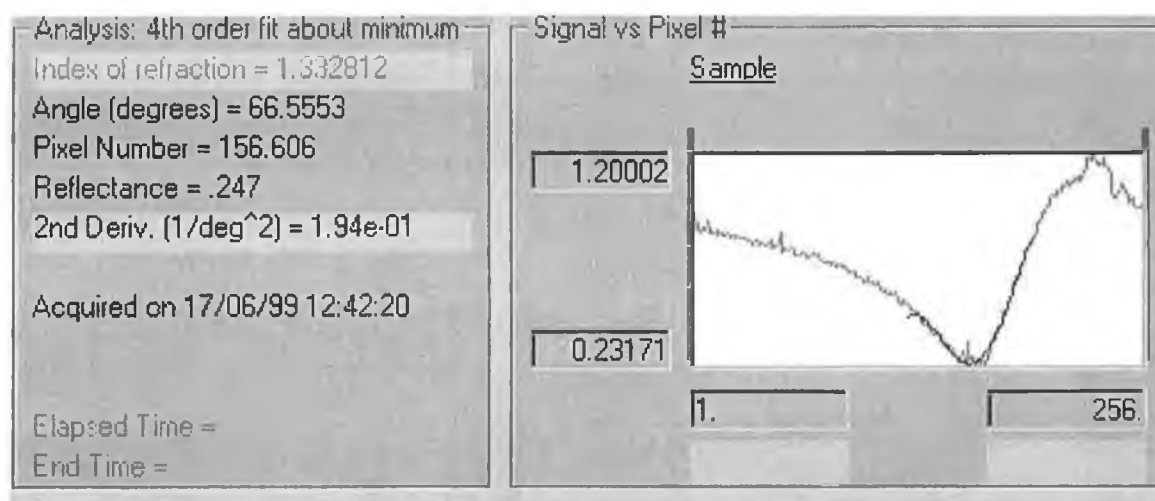 Analysis: 4th order fit about minimum
Index of refraction = 1.332812
Angle (degrees) = 66.5553
Pixel Number = 156.606
Reflectance = .247
2nd Deriv. (1/deg^2) = 1.94e-01
Acquired on 17/06/99 12:42:20
Elapsed Time =
End Time =
Signal vs Pixel #
Sample
1.20002
0.23171
1.
256.